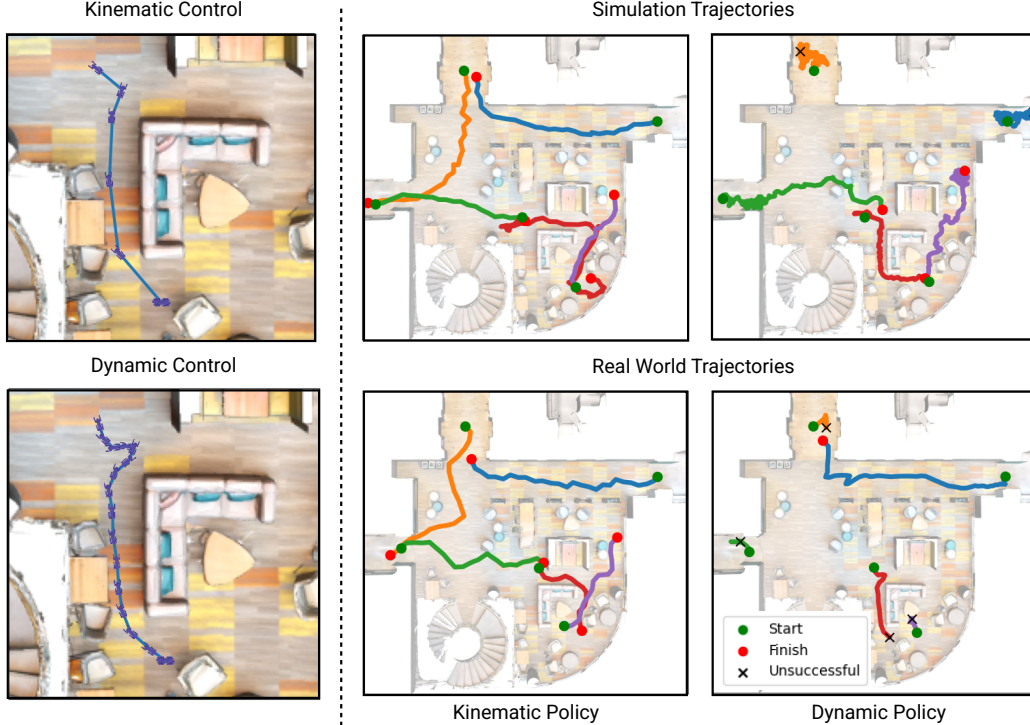 Kinematic Control
Simulation Trajectories
Dynamic Control
Real World Trajectories
Start
Finish
Unsuccessful
Kinematic Policy
Dynamic Policy